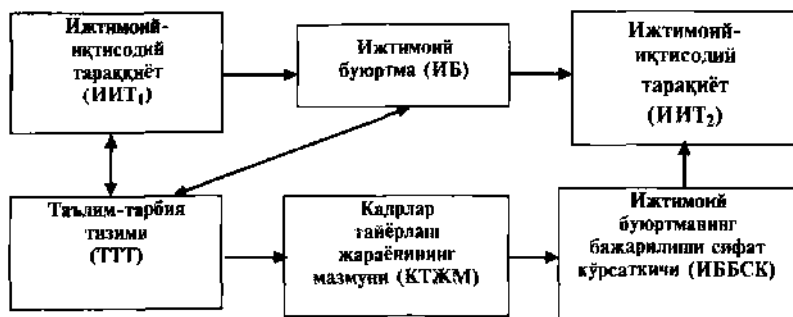 Ижтимоий-
иқтисодий
тараққиёт
(ИИТ₁)
Ижтимоий
буюртма (ИБ)
Ижтимоий-
иқтисодий
тарақиёт
(ИИТ₂)
Таълим-тарбия
тизими
(ТТТ)
Кадрлар
тайёрлаш
жараёнининг
мазмуни (КТЖМ)
Ижтимоий
буюртманинг
бажарилиши сифат
кўрсаткичи (ИББСК)